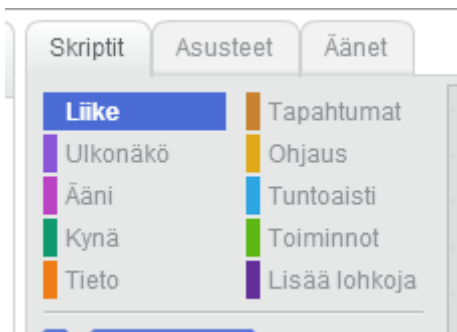 Skriptit Asusteet Äänet
Liike Tapahtumat
Ulkonäkö Ohjaus
Ääni Tuntoaisti
Kynä Toiminnot
Tieto Lisää lohkoja